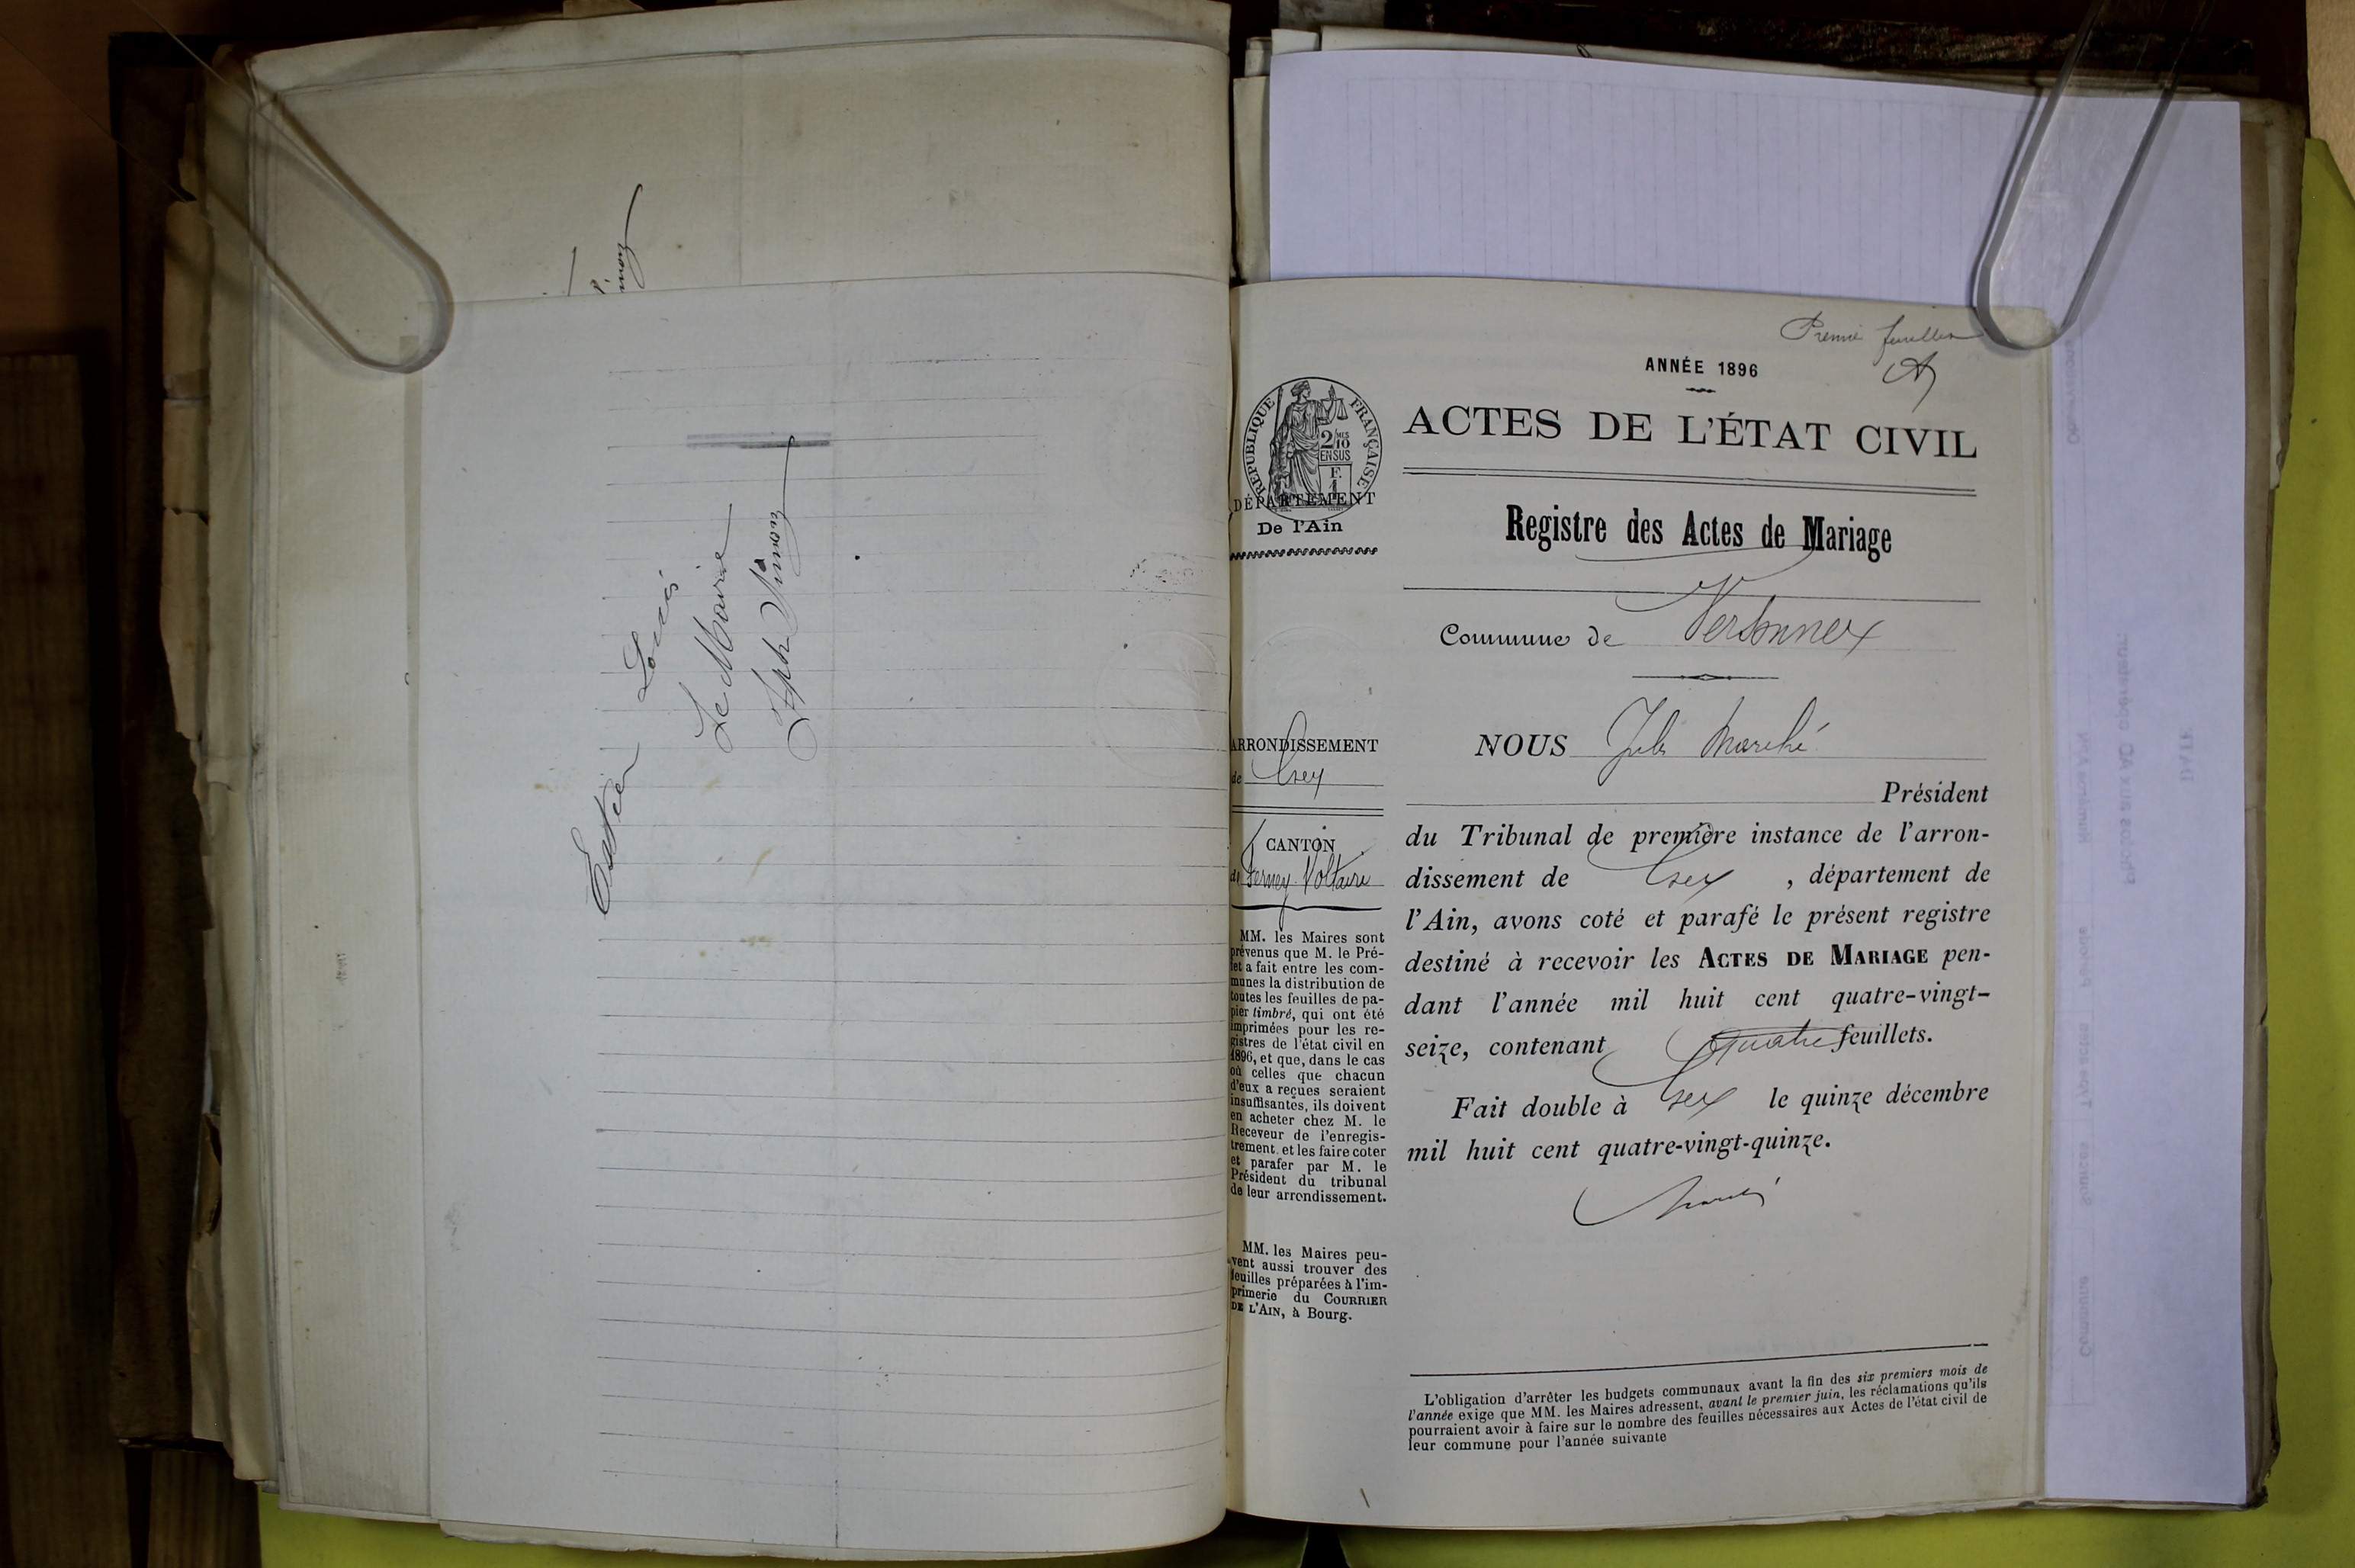 Louis
Le Maire
Premier feuillet
ANNÉE 1896
RÉPUBLIQUE FRANÇAISE
2/10MES
EN SUS
F.
1
ACTES DE L'ÉTAT CIVIL
DÉPARTEMENT
De l'Ain
Registre des Actes de Mariage
Commune de Versonnex
ARRONDISSEMENT
de Gex
NOUS Jules Marché
Président
CANTON
de Ferney-Voltaire
du Tribunal de première instance de l'arron-
dissement de Gex, département de
l'Ain, avons coté et parafé le présent registre
destiné à recevoir les ACTES DE MARIAGE pen-
dant l'année mil huit cent quatre-vingt-
seize, contenant quatre feuillets.
Fait double à Gex le quinze décembre
mil huit cent quatre-vingt-quinze.
Marché
MM. les Maires sont
prévenus que M. le Pré-
fet a fait entre les com-
munes la distribution de
toutes les feuilles de pa-
pier timbré, qui ont été
imprimées pour les re-
gistres de l'état civil en
1896, et que, dans le cas
où celles que chacun
d'eux a reçues seraient
insuffisantes, ils doivent
en acheter chez M. le
Receveur de l'enregis-
trement et les faire coter
et parafer par M. le
Président du tribunal
de leur arrondissement.
MM. les Maires peu-
vent aussi trouver des
feuilles préparées à l'im-
primerie du COURRIER
DE L'AIN, à Bourg.
L'obligation d'arrêter les budgets communaux avant la fin des six premiers mois de
l'année exige que MM. les Maires adressent, avant le premier juin, les réclamations qu'ils
pourraient avoir à faire sur le nombre des feuilles nécessaires aux Actes de l'état civil de
leur commune pour l'année suivante